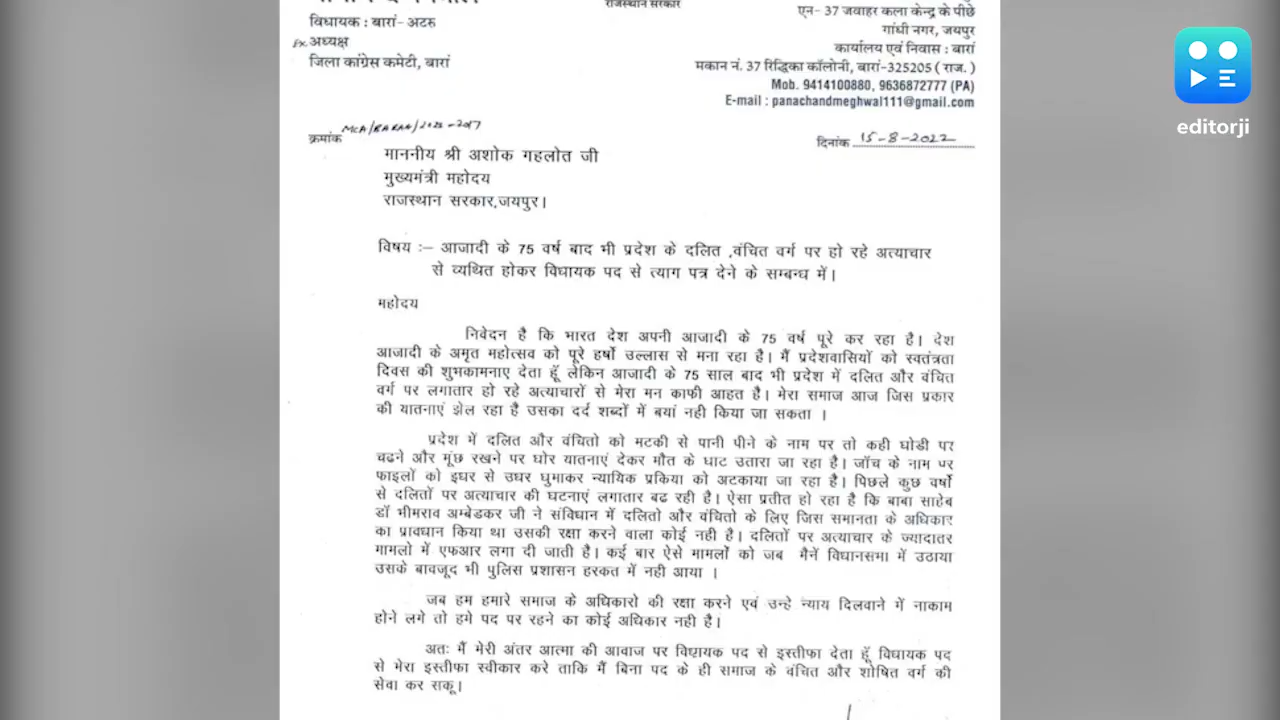 राजस्थान सरकार
विधायक : बारां- अटरु
Ex. अध्यक्ष
जिला कांग्रेस कमेटी, बारां
एन- 37 जवाहर कला केन्द्र के पीछे
गांधी नगर, जयपुर
कार्यालय एवं निवास : बारां
मकान नं. 37 रिद्धिका कॉलोनी, बारां-325205 ( राज. )
Mob. 9414100880, 9636872777 (PA)
E-mail : panachandmeghwal111@gmail.com
editorji
क्रमांक
दिनांक 15-8-2022
माननीय श्री अशोक गहलोत जी
मुख्यमंत्री महोदय
राजस्थान सरकार,जयपुर।
विषय :– आजादी के 75 वर्ष बाद भी प्रदेश के दलित ,वंचित वर्ग पर हो रहे अत्याचार
से व्यथित होकर विधायक पद से त्याग पत्र देने के सम्बन्ध में।
महोदय
निवेदन है कि भारत देश अपनी आजादी के 75 वर्ष पूरे कर रहा है। देश
आजादी के अमृत महोत्सव को पूरे हर्षो उल्लास से मना रहा है। मैं प्रदेशवासियों को स्वतंत्रता
दिवस की शुभकामनाए देता हूँ लेकिन आजादी के 75 साल बाद भी प्रदेश में दलित और वंचित
वर्ग पर लगातार हो रहे अत्याचारों से मेरा मन काफी आहत है। मेरा समाज आज जिस प्रकार
की यातनाएं झेल रहा है उसका दर्द शब्दों में बयां नही किया जा सकता ।
प्रदेश में दलित और वंचितो को मटकी से पानी पीने के नाम पर तो कही घोडी पर
चढने और मूंछ रखने पर घोर यातनाएं देकर मौत के घाट उतारा जा रहा है। जॉच के नाम पर
फाइलों को इधर से उधर घुमाकर न्यायिक प्रकिया को अटकाया जा रहा है। पिछले कुछ वर्षो
से दलितों पर अत्याचार की घटनाएं लगातार बढ रही है। ऐसा प्रतीत हो रहा है कि बाबा साहेब
डॉ भीमराव अम्बेडकर जी ने संविधान में दलितो और वंचितो के लिए जिस समानता के अधिकार
का प्रावधान किया था उसकी रक्षा करने वाला कोई नही है। दलितों पर अत्याचार के ज्यादातर
मामलो में एफआर लगा दी जाती है। कई बार ऐसे मामलों को जब मैनें विधानसभा में उठाया
उसके बावजूद भी पुलिस प्रशासन हरकत में नही आया ।
जब हम हमारे समाज के अधिकारो की रक्षा करने एवं उन्हे न्याय दिलवाने में नाकाम
होने लगे तो हमे पद पर रहने का कोई अधिकार नही है।
अतः मैं मेरी अंतर आत्मा की आवाज पर विधायक पद से इस्तीफा देता हूँ विधायक पद
से मेरा इस्तीफा स्वीकार करे ताकि मैं बिना पद के ही समाज के वंचित और शोषित वर्ग की
सेवा कर सकू।